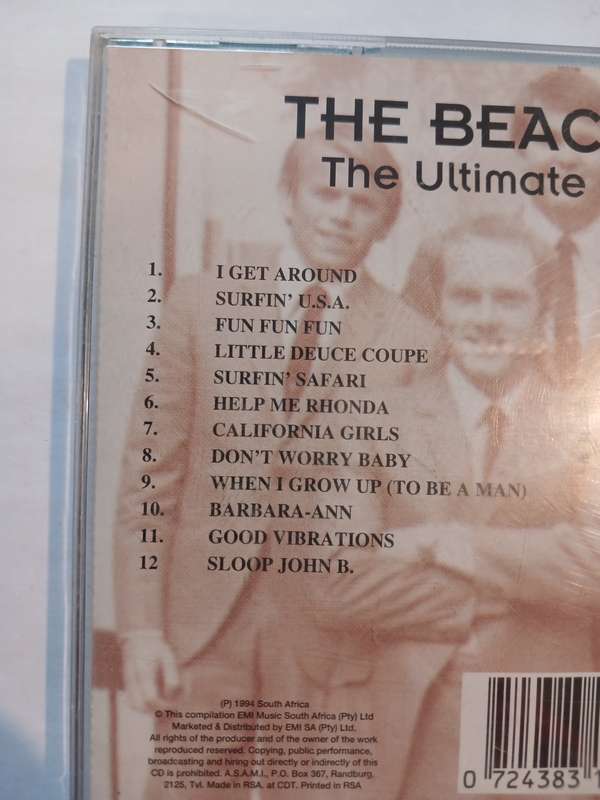 THE BEAC
The Ultimate
1. I GET AROUND
2. SURFIN' U.S.A.
3. FUN FUN FUN
4. LITTLE DEUCE COUPE
5. SURFIN' SAFARI
6. HELP ME RHONDA
7. CALIFORNIA GIRLS
8. DON'T WORRY BABY
9. WHEN I GROW UP (TO BE A MAN)
10. BARBARA-ANN
11. GOOD VIBRATIONS
12 SLOOP JOHN B.
(P) 1994 South Africa
© This compilation EMI Music South Africa (Pty) Ltd
Marketed & Distributed by EMI SA (Pty) Ltd.
All rights of the producer and of the owner of the work
reproduced reserved. Copying, public performance,
broadcasting and hiring out directly or indirectly of this
CD is prohibited. A.S.A.M.I., P.O. Box 367, Randburg,
2125, Tvl. Made in RSA. at CDT. Printed in RSA
0 724383 1